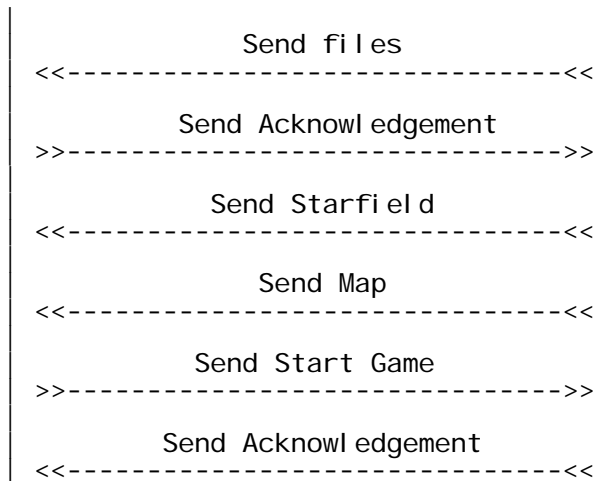 Send files
<<-------------------------------<<
Send Acknowledgement
>>------------------------------->>
Send Starfield
<<-------------------------------<<
Send Map
<<-------------------------------<<
Send Start Game
>>------------------------------->>
Send Acknowledgement
<<-------------------------------<<